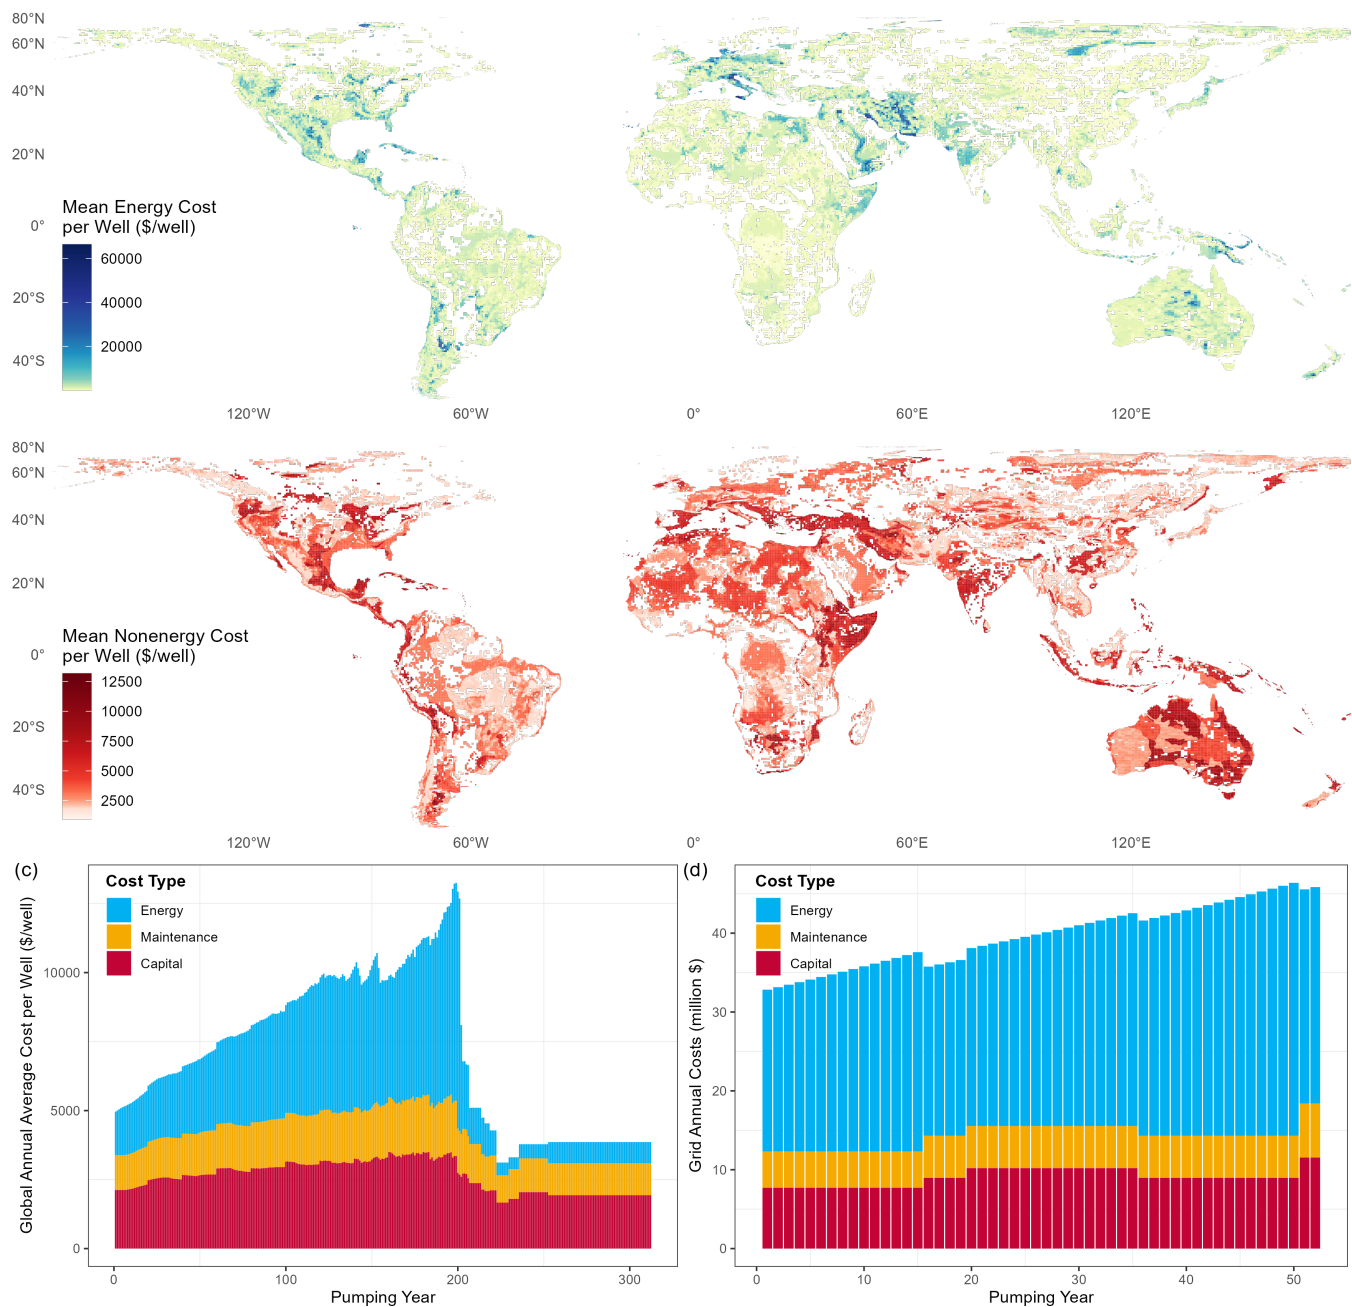 80°N
60°N
40°N
20°N
0°
20°S
40°S
Mean Energy Cost
per Well ($/well)
60000
40000
20000
120°W
60°W
0°
60°E
120°E
80°N
60°N
40°N
20°N
0°
20°S
40°S
Mean Nonenergy Cost
per Well ($/well)
12500
10000
7500
5000
2500
120°W
60°W
0°
60°E
120°E
(c)
Cost Type
Energy
Maintenance
Capital
Global Annual Average Cost per Well ($/well)
10000
5000
0
0
100
200
300
Pumping Year
(d)
Cost Type
Energy
Maintenance
Capital
Grid Annual Costs (million $)
40
30
20
10
0
0
10
20
30
40
50
Pumping Year